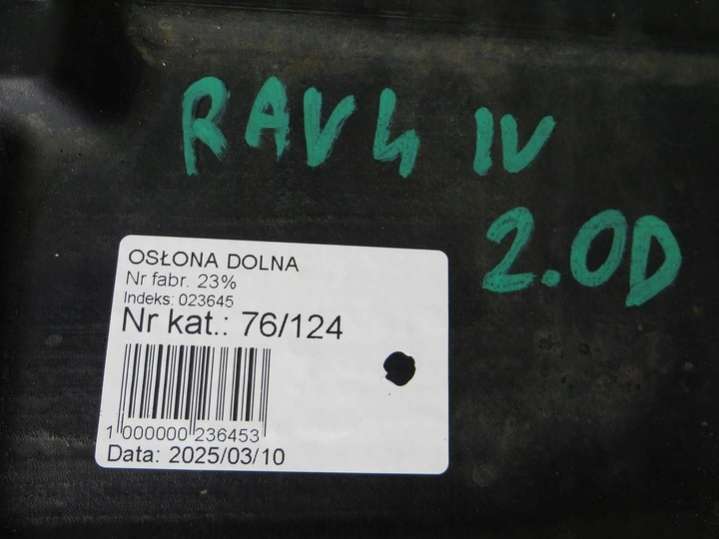 RAV4 IV
2.0D
OSŁONA DOLNA
Nr fabr. 23%
Indeks: 023645
Nr kat.: 76/124
1 000000 236453
Data: 2025/03/10